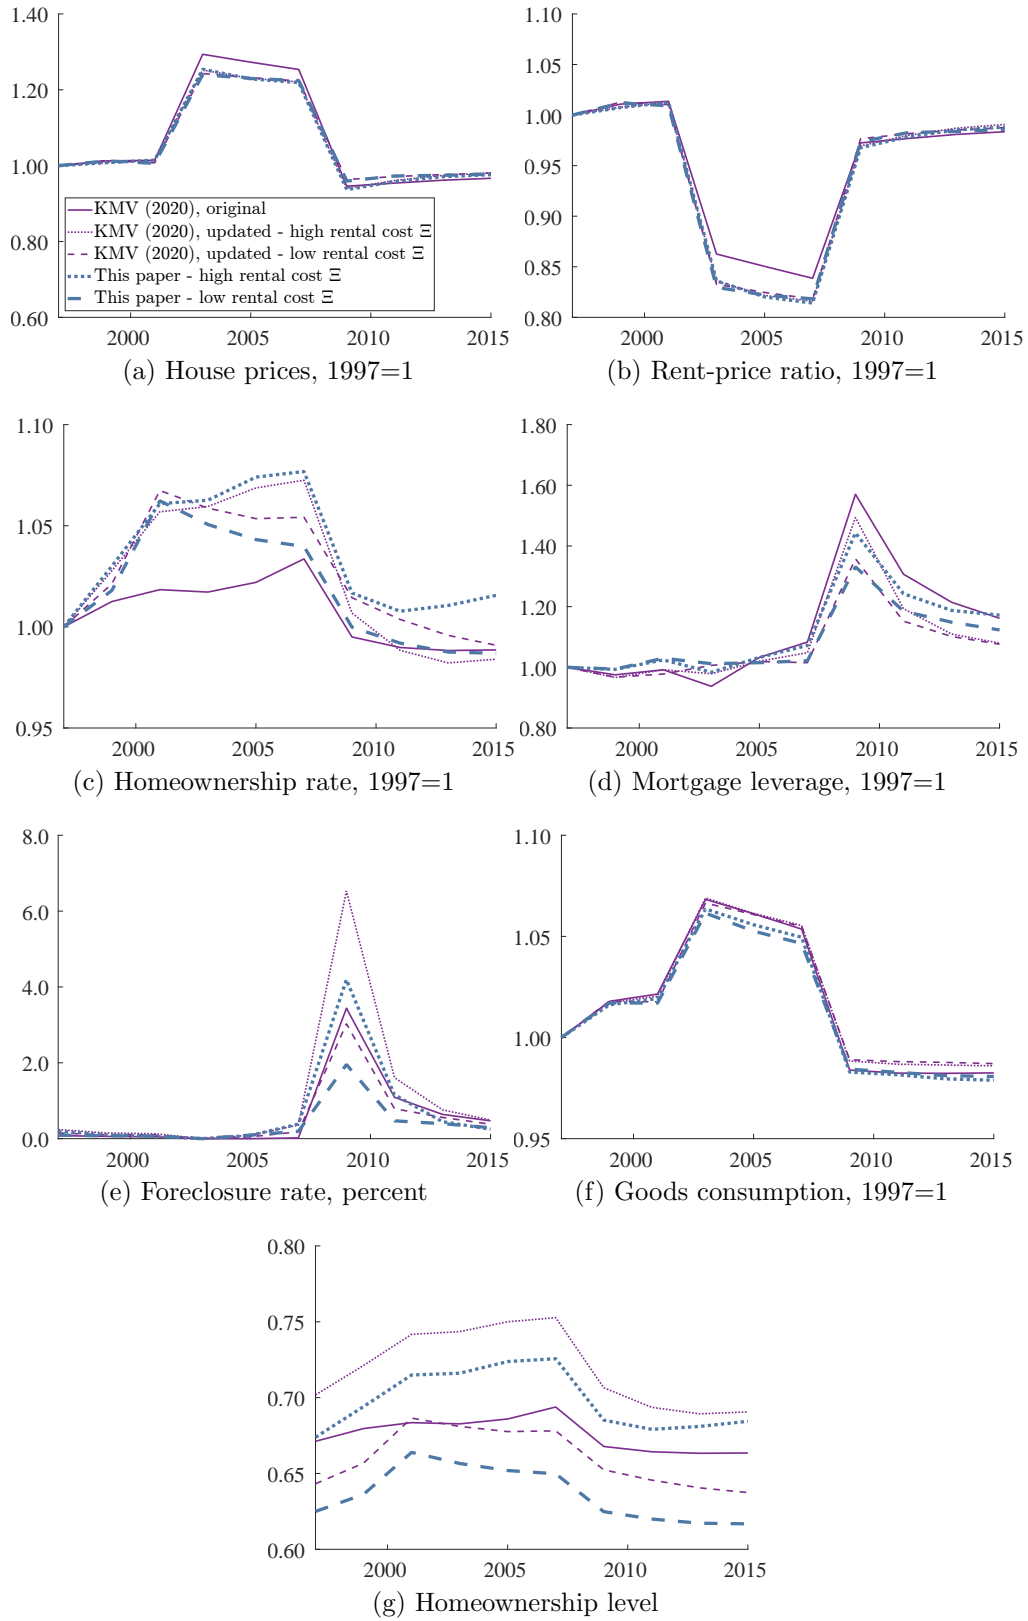 1.40
1.20
1.00
0.80
0.60
KMV (2020), original
KMV (2020), updated - high rental cost Ξ
KMV (2020), updated - low rental cost Ξ
This paper - high rental cost Ξ
This paper - low rental cost Ξ
2000 2005 2010 2015
(a) House prices, 1997=1
1.10
1.05
1.00
0.95
0.90
0.85
0.80
2000 2005 2010 2015
(b) Rent-price ratio, 1997=1
1.10
1.05
1.00
0.95
2000 2005 2010 2015
(c) Homeownership rate, 1997=1
1.80
1.60
1.40
1.20
1.00
0.80
2000 2005 2010 2015
(d) Mortgage leverage, 1997=1
8.0
6.0
4.0
2.0
0.0
2000 2005 2010 2015
(e) Foreclosure rate, percent
1.10
1.05
1.00
0.95
2000 2005 2010 2015
(f) Goods consumption, 1997=1
0.80
0.75
0.70
0.65
0.60
2000 2005 2010 2015
(g) Homeownership level